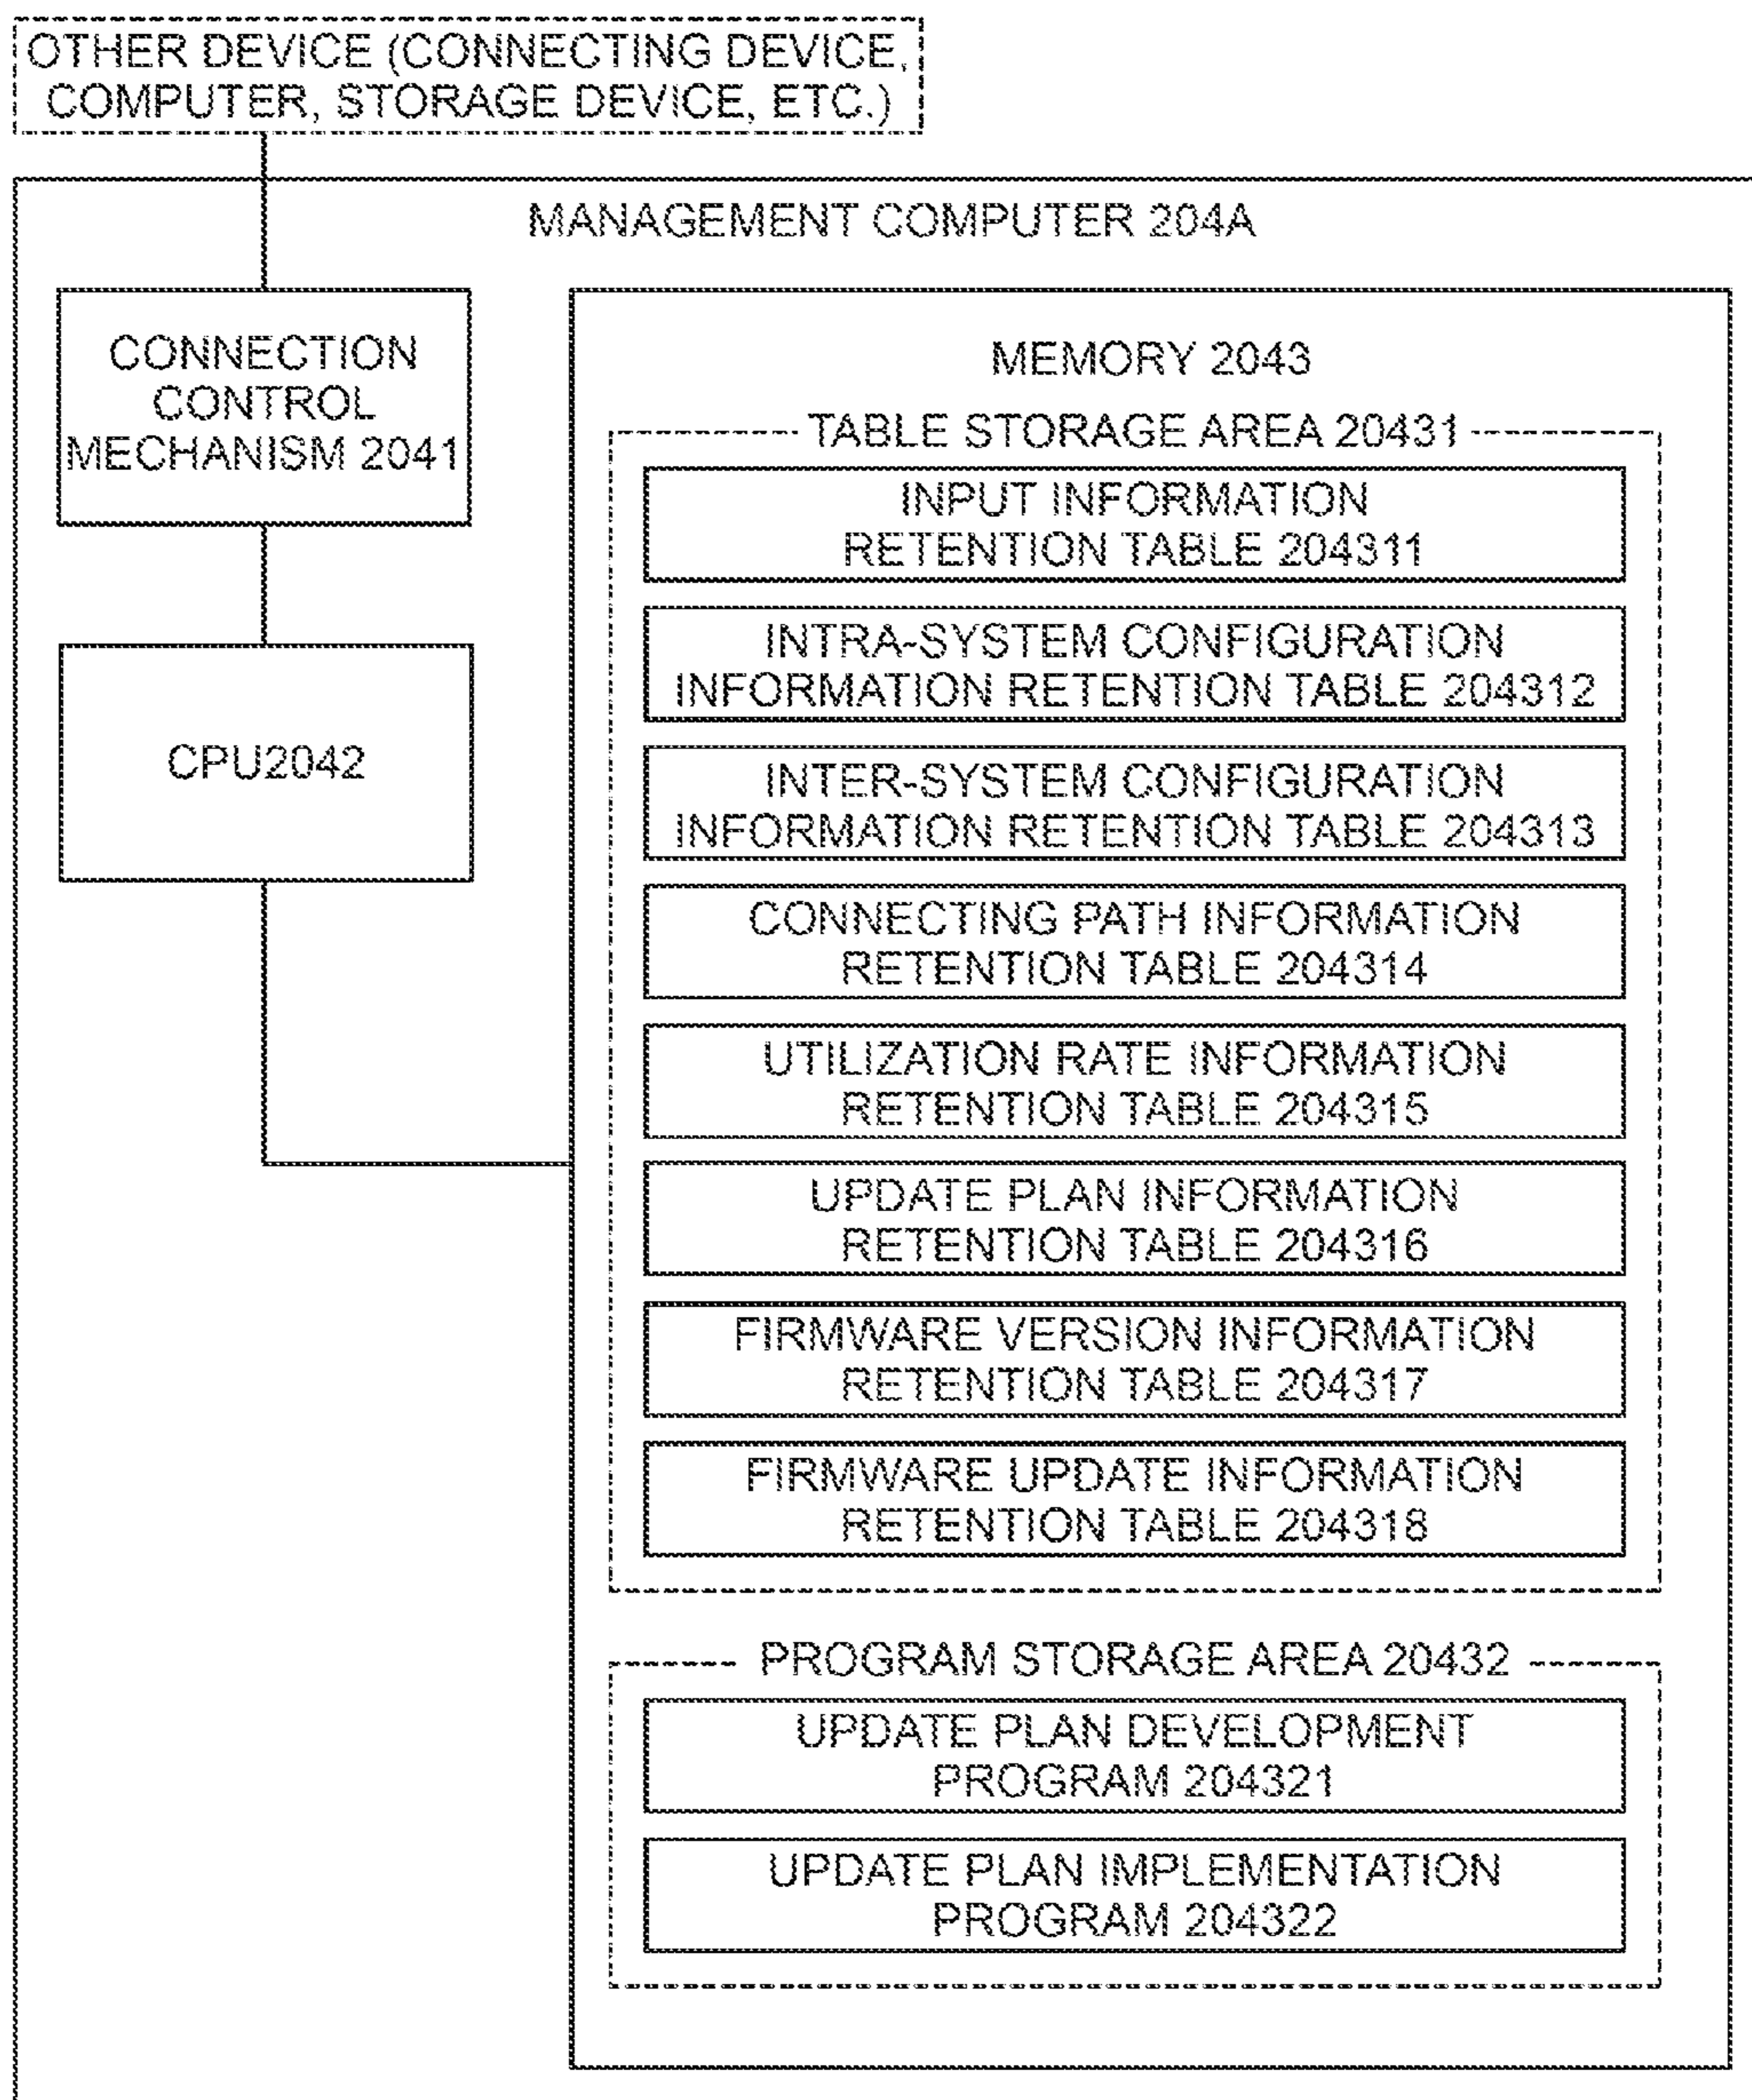 OTHER DEVICE (CONNECTING DEVICE,
COMPUTER, STORAGE DEVICE, ETC.)
MANAGEMENT COMPUTER 204A
CONNECTION
CONTROL
MECHANISM 2041
CPU2042
MEMORY 2043
TABLE STORAGE AREA 20431
INPUT INFORMATION
RETENTION TABLE 204311
INTRA-SYSTEM CONFIGURATION
INFORMATION RETENTION TABLE 204312
INTER-SYSTEM CONFIGURATION
INFORMATION RETENTION TABLE 204313
CONNECTING PATH INFORMATION
RETENTION TABLE 204314
UTILIZATION RATE INFORMATION
RETENTION TABLE 204315
UPDATE PLAN INFORMATION
RETENTION TABLE 204316
FIRMWARE VERSION INFORMATION
RETENTION TABLE 204317
FIRMWARE UPDATE INFORMATION
RETENTION TABLE 204318
PROGRAM STORAGE AREA 20432
UPDATE PLAN DEVELOPMENT
PROGRAM 204321
UPDATE PLAN IMPLEMENTATION
PROGRAM 204322